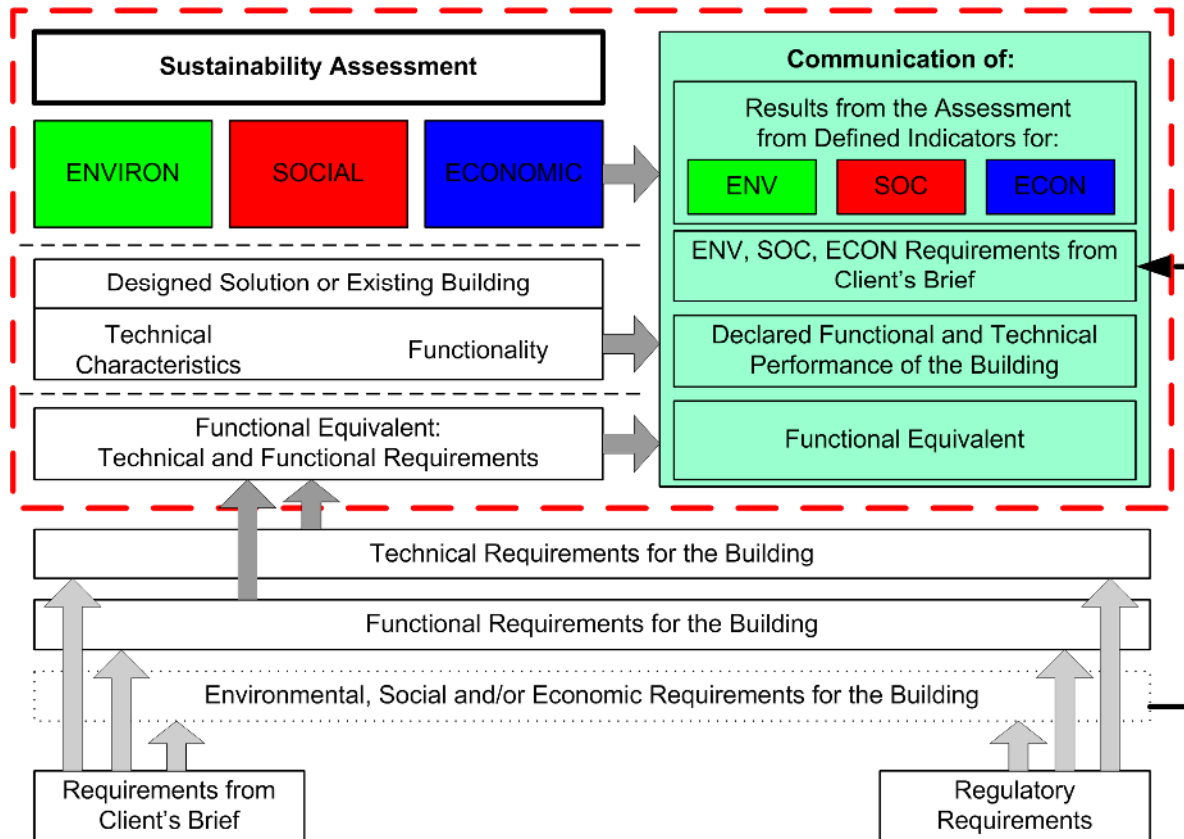 Sustainability Assessment
ENVIRON
SOCIAL
ECONOMIC
Communication of:
Results from the Assessment
from Defined Indicators for:
ENV
SOC
ECON
ENV, SOC, ECON Requirements from
Client's Brief
Designed Solution or Existing Building
Technical
Characteristics
Functionality
Declared Functional and Technical
Performance of the Building
Functional Equivalent:
Technical and Functional Requirements
Functional Equivalent
Technical Requirements for the Building
Functional Requirements for the Building
Environmental, Social and/or Economic Requirements for the Building
Requirements from
Client's Brief
Regulatory
Requirements